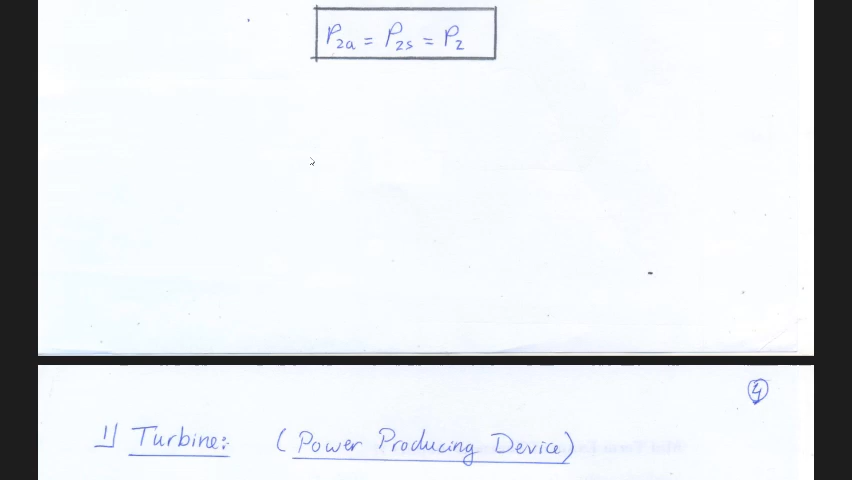 P2a = P2s = P2
4
1] Turbine: (Power Producing Device)